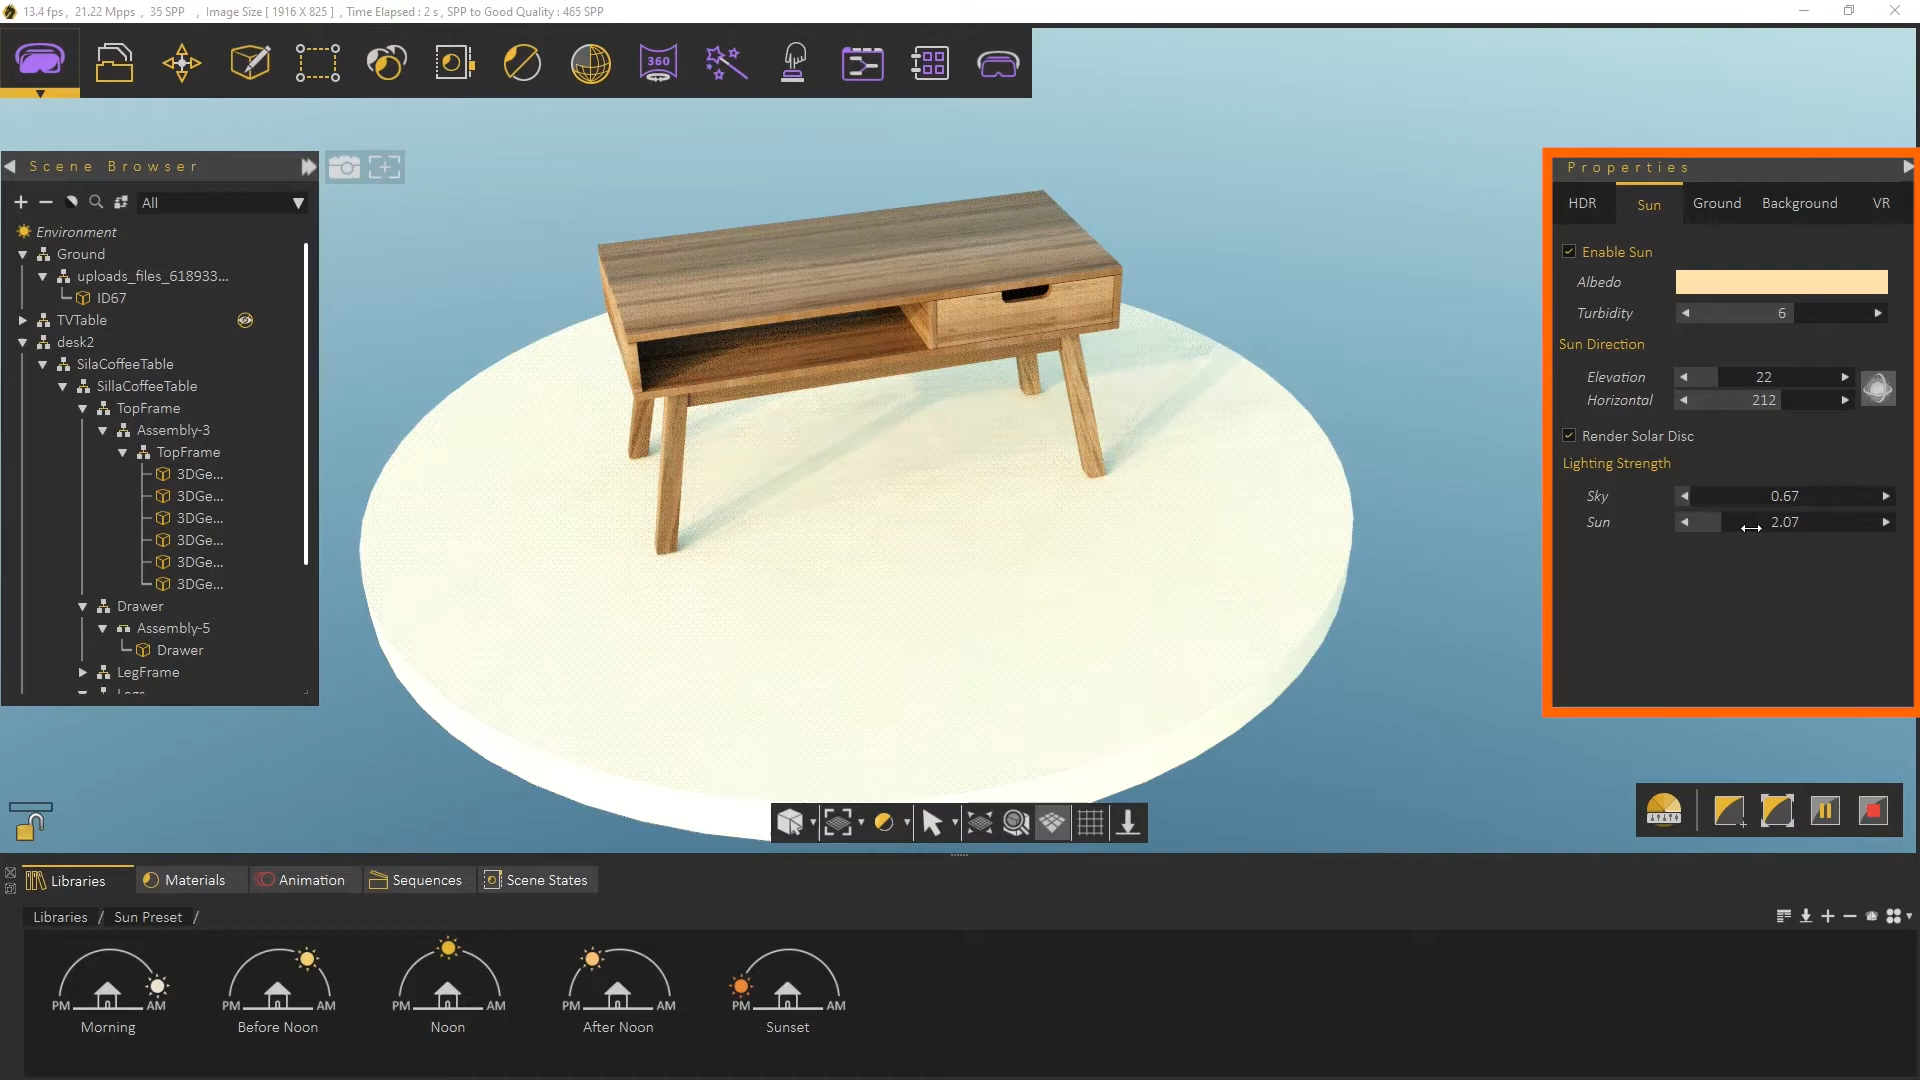 13.4 fps , 21.22 Mpps , 35 SPP , Image Size [ 1916 X 825 ] , Time Elapsed : 2 s , SPP to Good Quality : 465 SPP
360
Scene Browser
All
Environment
Ground
uploads_files_618933...
ID67
TVTable
desk2
SilaCoffeeTable
SillaCoffeeTable
TopFrame
Assembly-3
TopFrame
3DGe...
3DGe...
3DGe...
3DGe...
3DGe...
3DGe...
Drawer
Assembly-5
Drawer
LegFrame
Legs
Properties
HDR Sun Ground Background VR
Enable Sun
Albedo
Turbidity 6
Sun Direction
Elevation 22
Horizontal 212
Render Solar Disc
Lighting Strength
Sky 0.67
Sun 2.07
Libraries Materials Animation Sequences Scene States
Libraries / Sun Preset /
PM AM PM AM PM AM PM AM PM AM
Morning Before Noon Noon After Noon Sunset